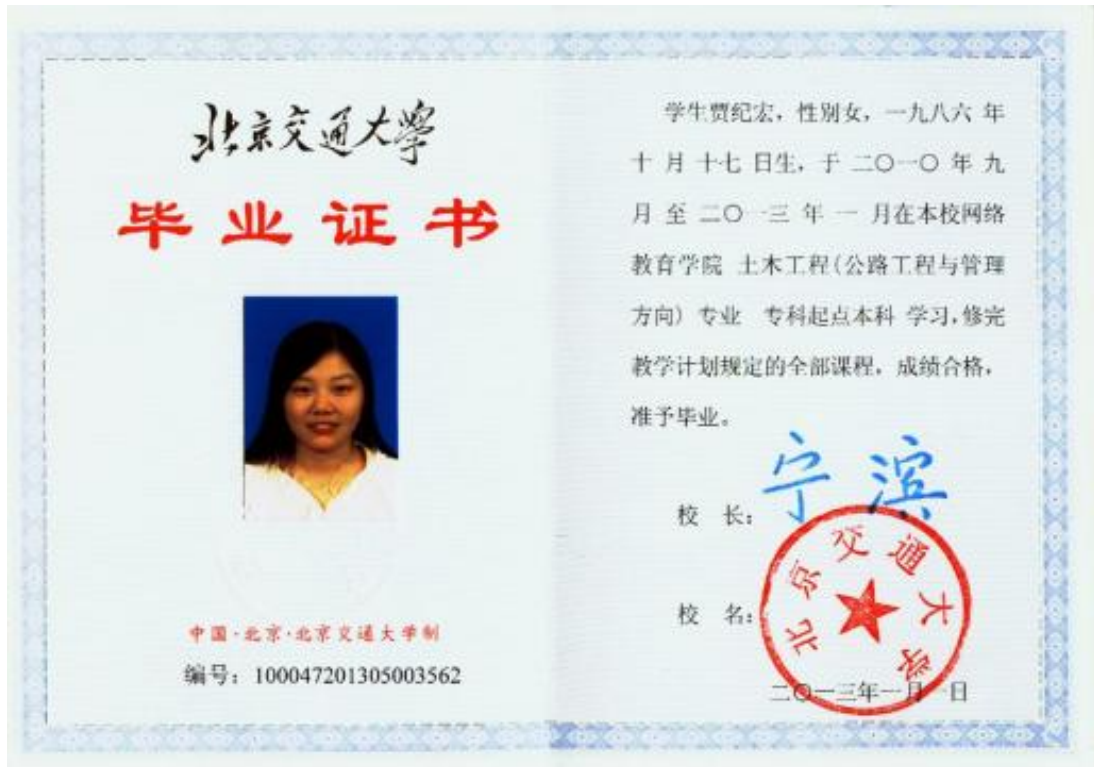 北京交通大学
毕业证书
中国·北京·北京交通大学制
编号：100047201305003562
学生贾纪宏，性别女，一九八六 年
十 月 十七 日生，于 二〇一〇 年 九
月 至 二〇一三 年 一 月在本校网络
教育学院 土木工程(公路工程与管理
方向) 专业 专科起点本科 学习，修完
教学计划规定的全部课程，成绩合格，
准予毕业。
校 长：宁滨
校 名：
北京交通大学
二〇一三年一月一日